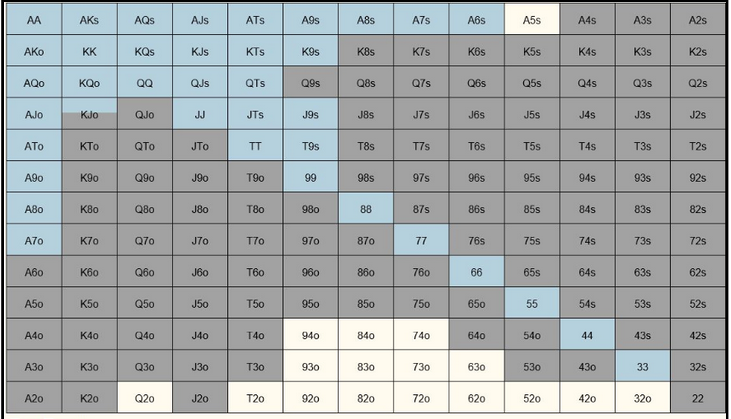 AA AKs AQs AJs ATs A9s A8s A7s A6s A5s A4s A3s A2s
AKo KK KQs KJs KTs K9s K8s K7s K6s K5s K4s K3s K2s
AQo KQo QQ QJs QTs Q9s Q8s Q7s Q6s Q5s Q4s Q3s Q2s
AJo KJo QJo JJ JTs J9s J8s J7s J6s J5s J4s J3s J2s
ATo KTo QTo JTo TT T9s T8s T7s T6s T5s T4s T3s T2s
A9o K9o Q9o J9o T9o 99 98s 97s 96s 95s 94s 93s 92s
A8o K8o Q8o J8o T8o 98o 88 87s 86s 85s 84s 83s 82s
A7o K7o Q7o J7o T7o 97o 87o 77 76s 75s 74s 73s 72s
A6o K6o Q6o J6o T6o 96o 86o 76o 66 65s 64s 63s 62s
A5o K5o Q5o J5o T5o 95o 85o 75o 65o 55 54s 53s 52s
A4o K4o Q4o J4o T4o 94o 84o 74o 64o 54o 44 43s 42s
A3o K3o Q3o J3o T3o 93o 83o 73o 63o 53o 43o 33 32s
A2o K2o Q2o J2o T2o 92o 82o 72o 62o 52o 42o 32o 22